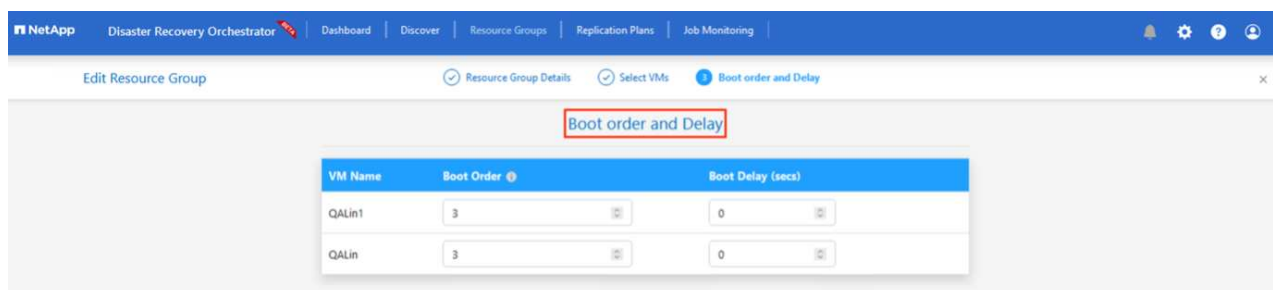 NetApp Disaster Recovery Orchestrator BETA Dashboard Discover Resource Groups Replication Plans Job Monitoring
Edit Resource Group Resource Group Details Select VMs 3 Boot order and Delay
Boot order and Delay
VM Name Boot Order Boot Delay (secs)
QALin1 3 0
QALin 3 0